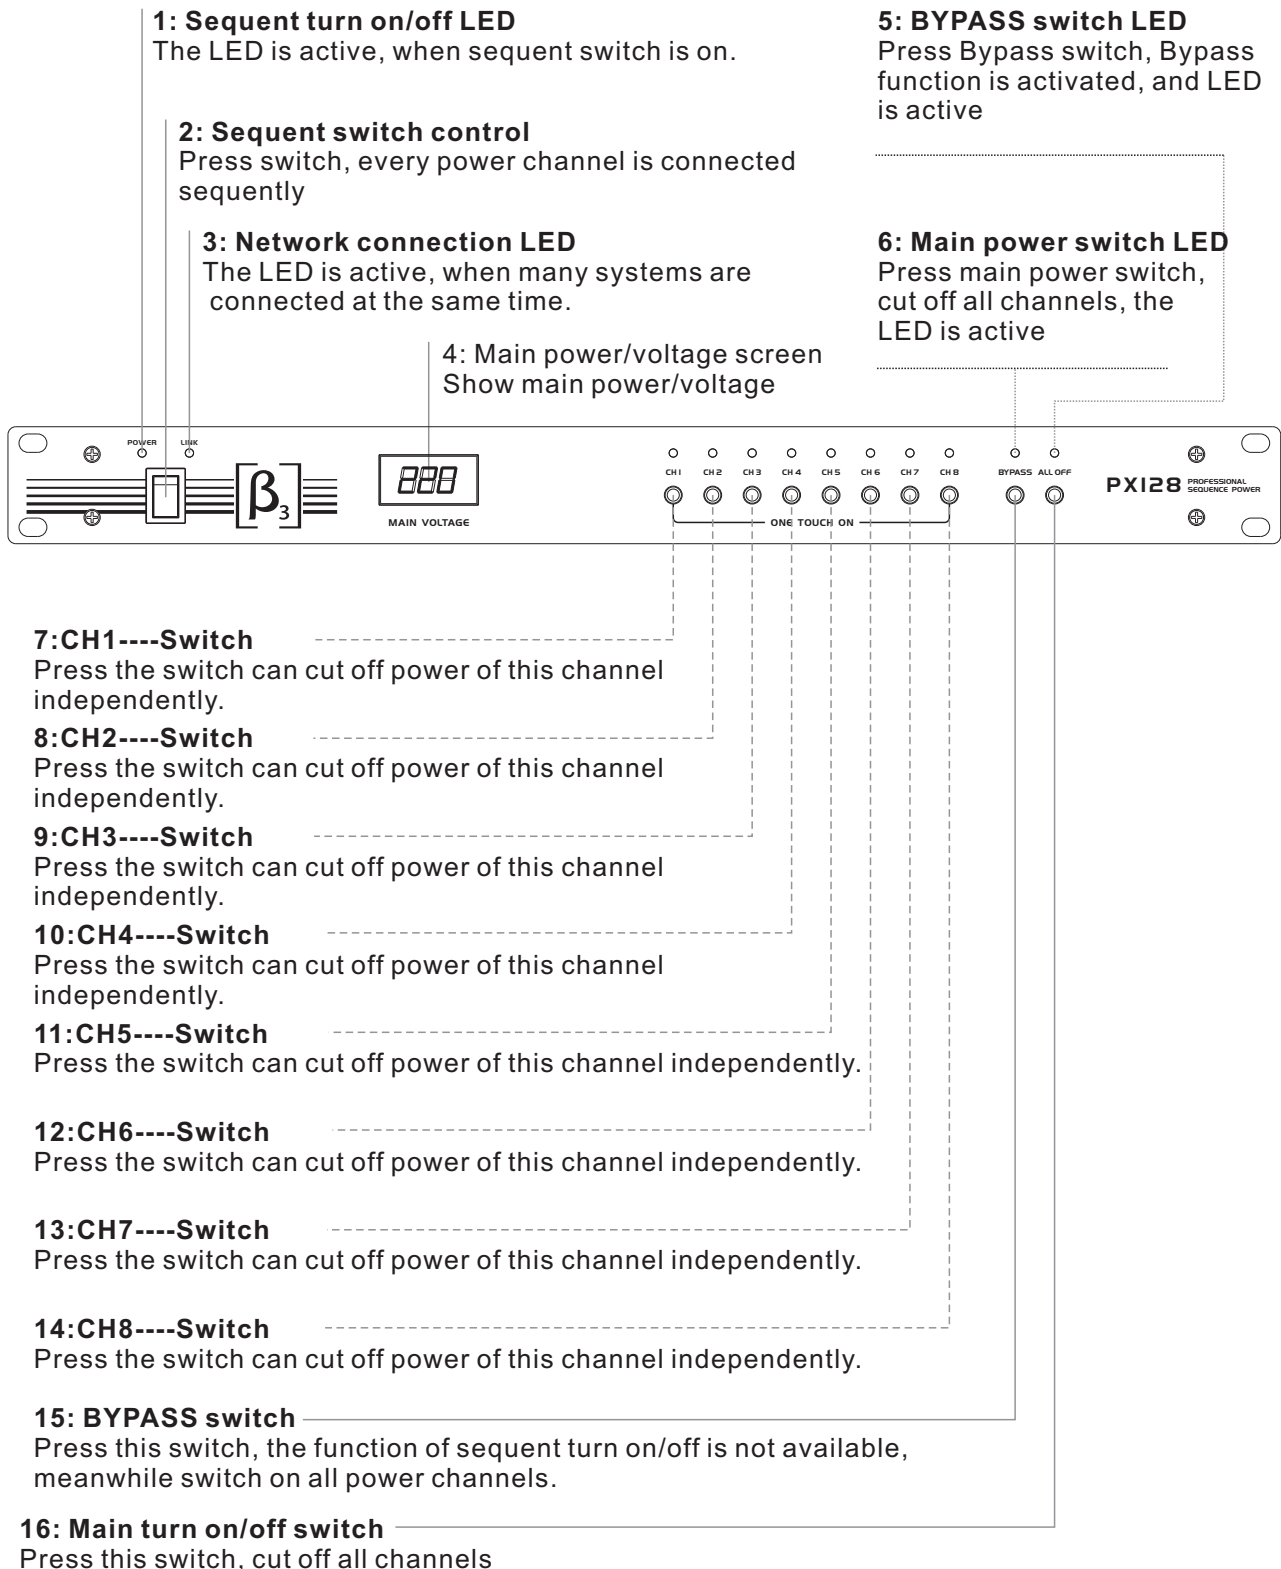 1: Sequent turn on/off LED
The LED is active, when sequent switch is on.
2: Sequent switch control
Press switch, every power channel is connected
sequently
3: Network connection LED
The LED is active, when many systems are
connected at the same time.
4: Main power/voltage screen
Show main power/voltage
5: BYPASS switch LED
Press Bypass switch, Bypass
function is activated, and LED
is active
6: Main power switch LED
Press main power switch,
cut off all channels, the
LED is active
POWER LINK
β3
222
MAIN VOLTAGE
CH1 CH2 CH3 CH4 CH5 CH6 CH7 CH8
ONE TOUCH ON
BYPASS ALL OFF
PX128 PROFESSIONAL
SEQUENCE POWER
7:CH1----Switch
Press the switch can cut off power of this channel
independently.
8:CH2----Switch
Press the switch can cut off power of this channel
independently.
9:CH3----Switch
Press the switch can cut off power of this channel
independently.
10:CH4----Switch
Press the switch can cut off power of this channel
independently.
11:CH5----Switch
Press the switch can cut off power of this channel independently.
12:CH6----Switch
Press the switch can cut off power of this channel independently.
13:CH7----Switch
Press the switch can cut off power of this channel independently.
14:CH8----Switch
Press the switch can cut off power of this channel independently.
15: BYPASS switch
Press this switch, the function of sequent turn on/off is not available,
meanwhile switch on all power channels.
16: Main turn on/off switch
Press this switch, cut off all channels